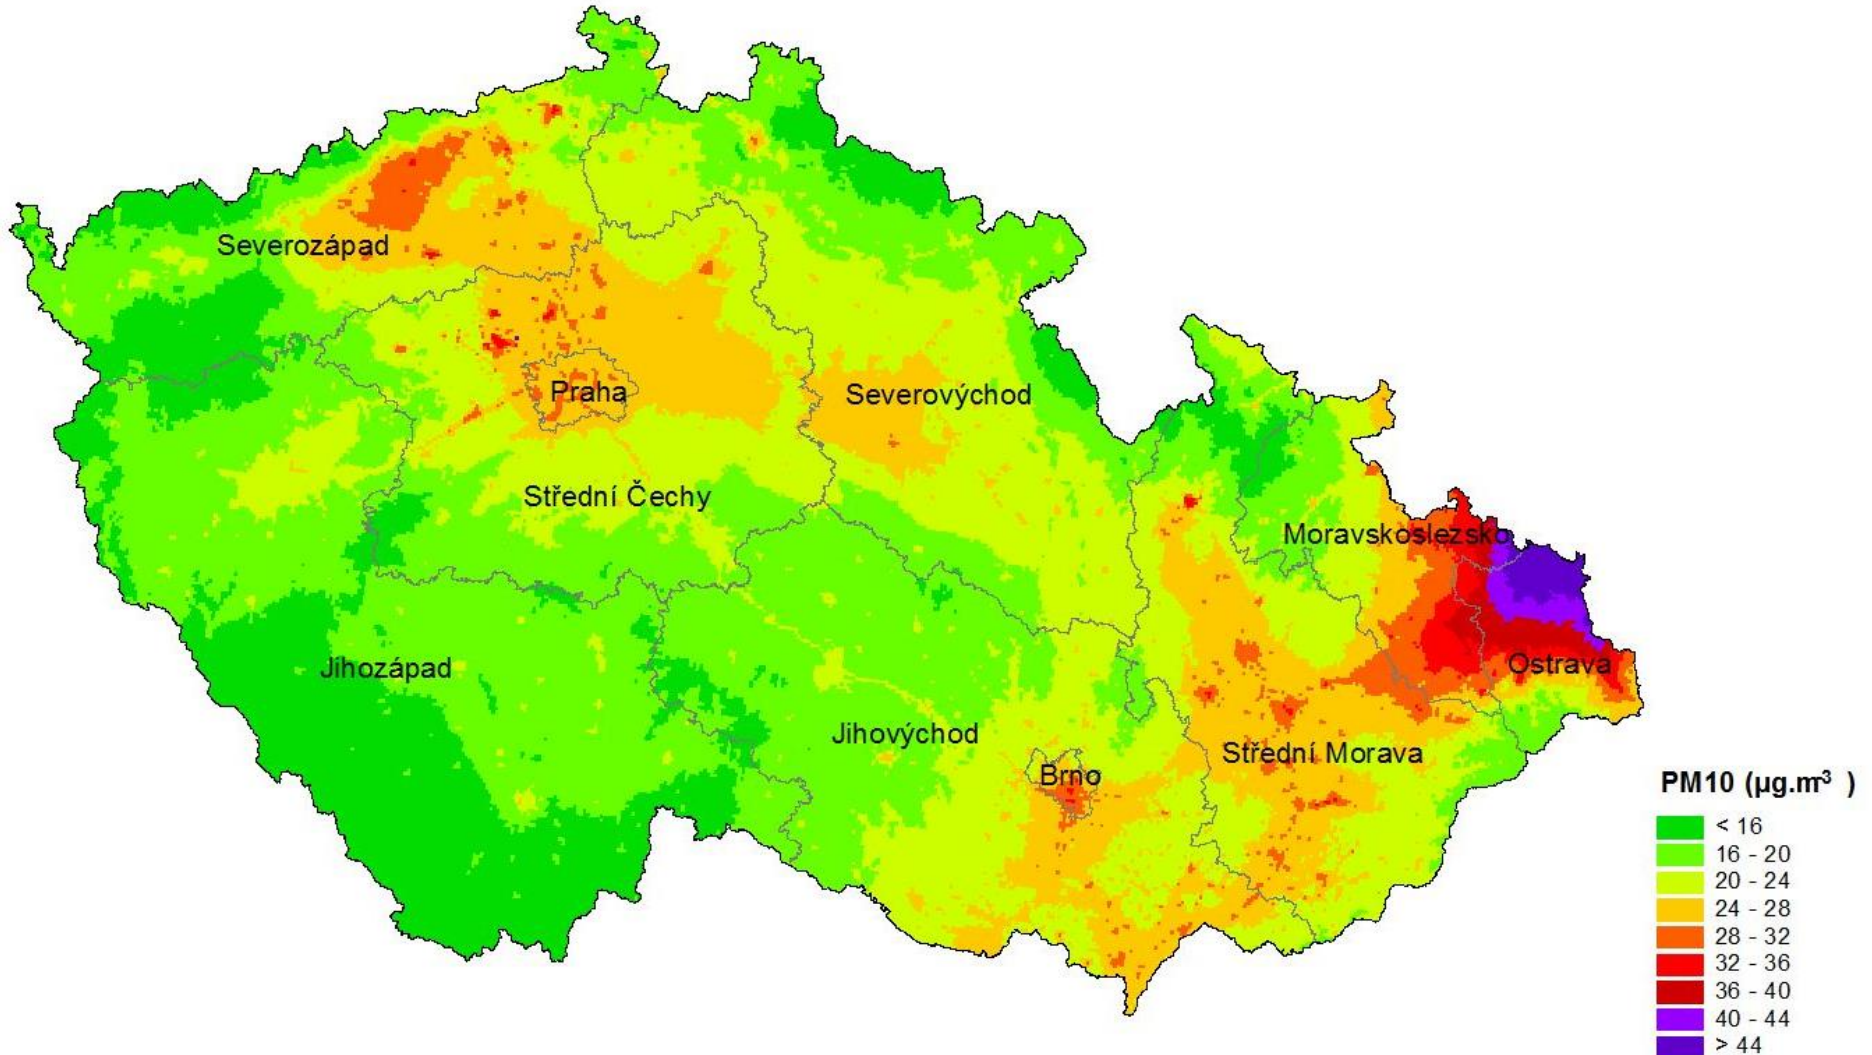 Severozápad
Praha
Severovýchod
Střední Čechy
Moravskoslezsko
Jihozápad
Ostrava
Jihovýchod
Střední Morava
Brno
PM10 (µg.m³ )
< 16
16 - 20
20 - 24
24 - 28
28 - 32
32 - 36
36 - 40
40 - 44
> 44